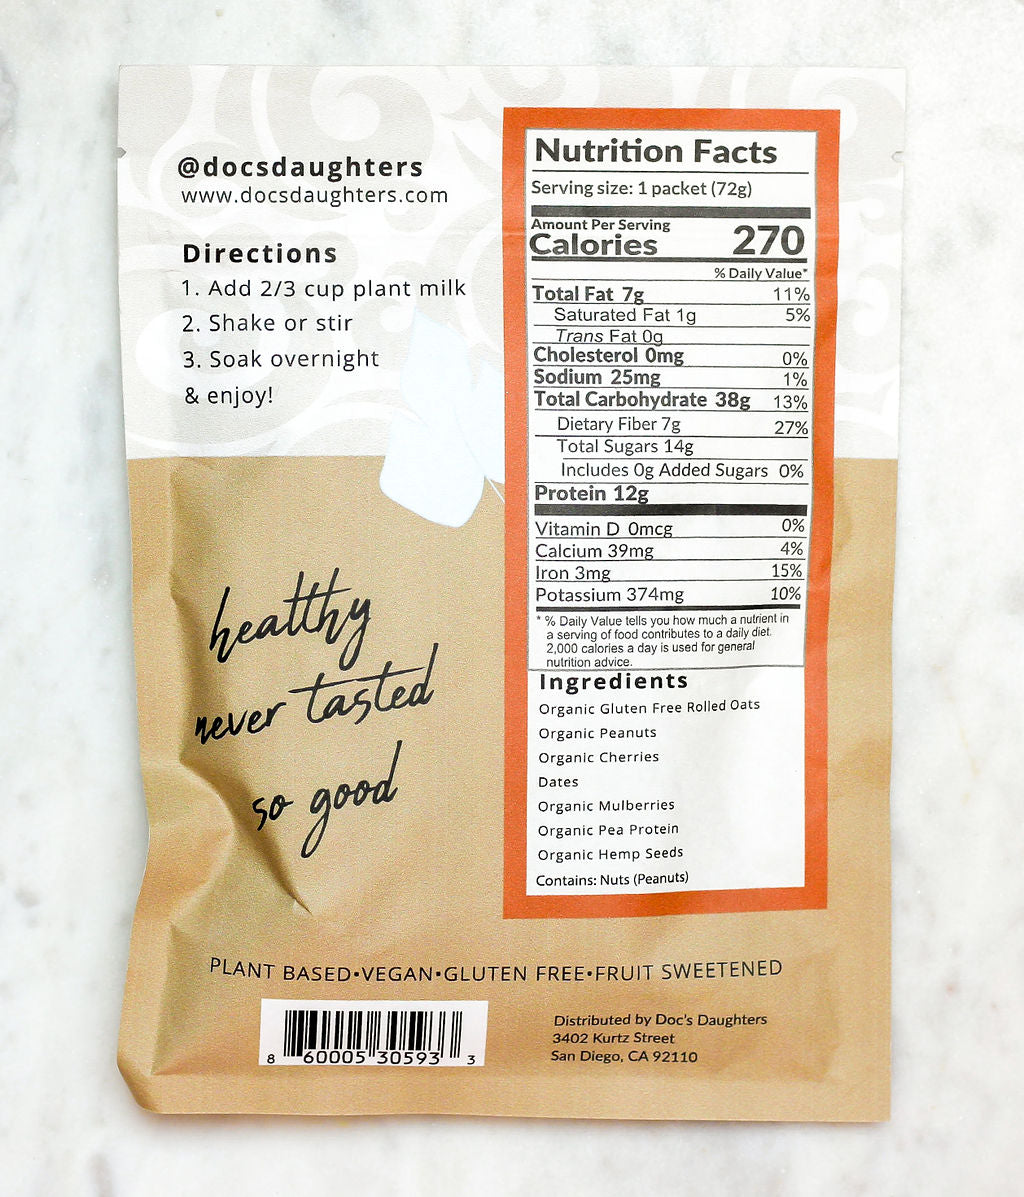 @docsdaughters
www.docsdaughters.com
Directions
1. Add 2/3 cup plant milk
2. Shake or stir
3. Soak overnight
& enjoy!
healthy
never tasted
so good
Nutrition Facts
Serving size: 1 packet (72g)
Amount Per Serving
Calories 270
% Daily Value*
Total Fat 7g 11%
Saturated Fat 1g 5%
Trans Fat 0g
Cholesterol 0mg 0%
Sodium 25mg 1%
Total Carbohydrate 38g 13%
Dietary Fiber 7g 27%
Total Sugars 14g
Includes 0g Added Sugars 0%
Protein 12g
Vitamin D 0mcg 0%
Calcium 39mg 4%
Iron 3mg 15%
Potassium 374mg 10%
* % Daily Value tells you how much a nutrient in
a serving of food contributes to a daily diet.
2,000 calories a day is used for general
nutrition advice.
Ingredients
Organic Gluten Free Rolled Oats
Organic Peanuts
Organic Cherries
Dates
Organic Mulberries
Organic Pea Protein
Organic Hemp Seeds
Contains: Nuts (Peanuts)
PLANT BASED•VEGAN•GLUTEN FREE•FRUIT SWEETENED
8 60005 30593 3
Distributed by Doc's Daughters
3402 Kurtz Street
San Diego, CA 92110